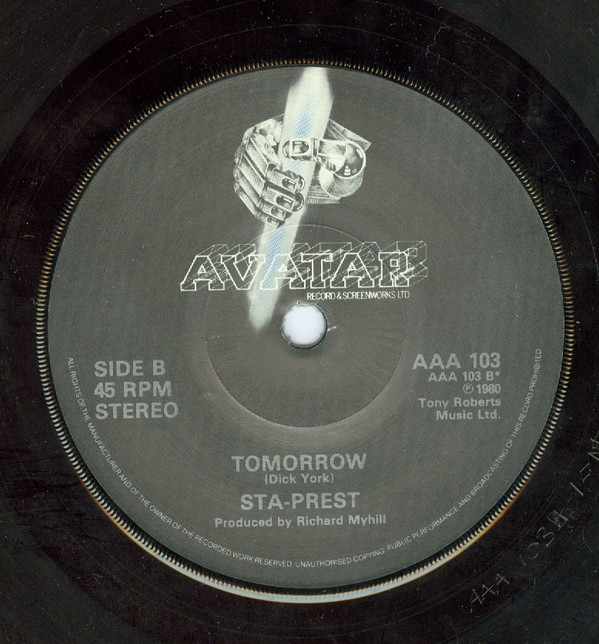 AVATAR
RECORD & SCREENWORKS LTD
SIDE B
45 RPM
STEREO
AAA 103
AAA 103 B*
℗ 1980
Tony Roberts
Music Ltd.
TOMORROW
(Dick York)
STA-PREST
Produced by Richard Myhill
ALL RIGHTS OF THE MANUFACTURER AND OF THE OWNER OF THE RECORDED WORK RESERVED. UNAUTHORISED COPYING, PUBLIC PERFORMANCE AND BROADCASTING OF THIS RECORD PROHIBITED
AAA 103B